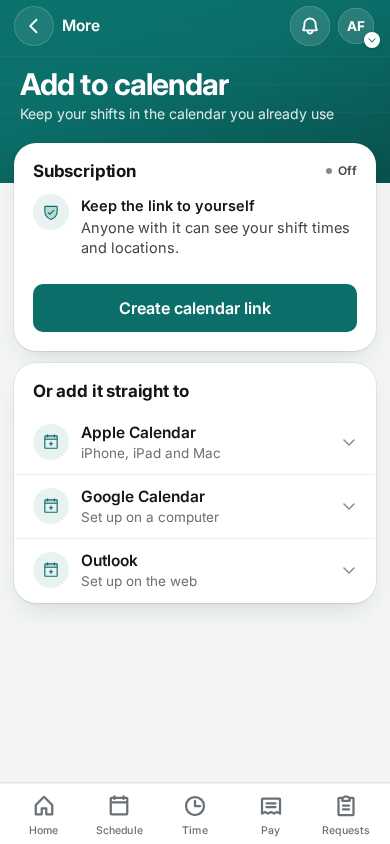 More
AF
Add to calendar
Keep your shifts in the calendar you already use
Subscription
Off
Keep the link to yourself
Anyone with it can see your shift times
and locations.
Create calendar link
Or add it straight to
Apple Calendar
iPhone, iPad and Mac
Google Calendar
Set up on a computer
Outlook
Set up on the web
Home
Schedule
Time
Pay
Requests